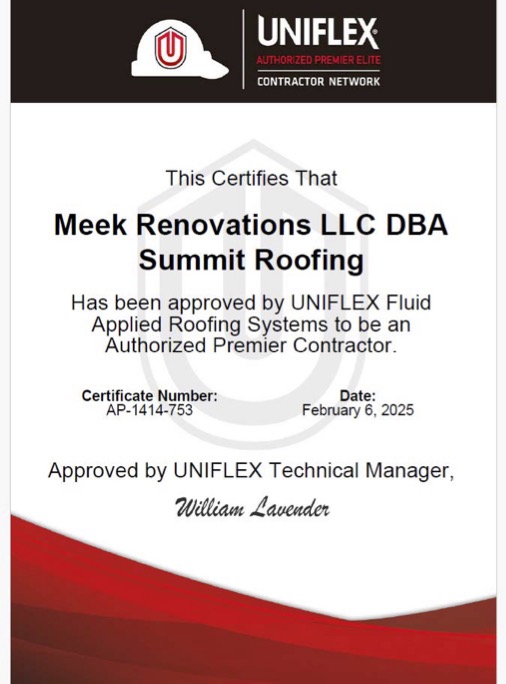 UNIFLEX®
AUTHORIZED PREMIER ELITE
CONTRACTOR NETWORK
This Certifies That
Meek Renovations LLC DBA
Summit Roofing
Has been approved by UNIFLEX Fluid
Applied Roofing Systems to be an
Authorized Premier Contractor.
Certificate Number:
AP-1414-753
Date:
February 6, 2025
Approved by UNIFLEX Technical Manager,
William Lavender